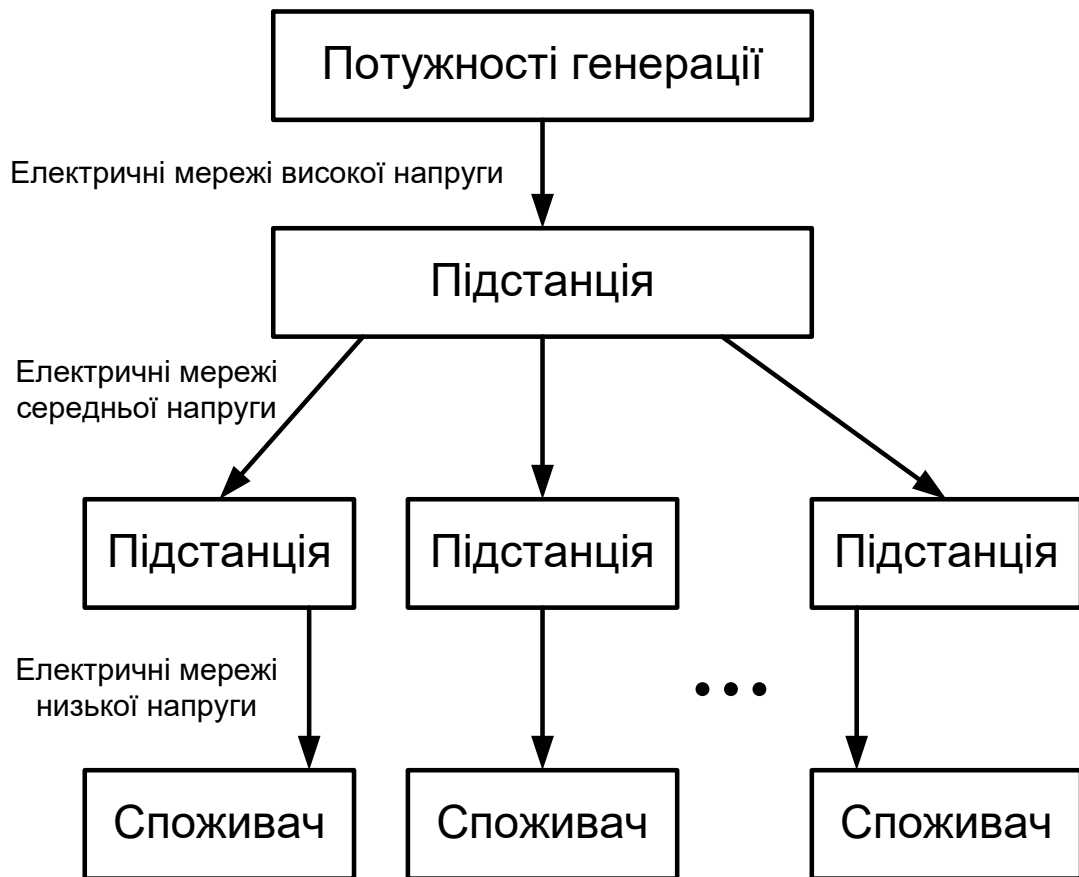 Потужності генерації
Електричні мережі високої напруги
Підстанція
Електричні мережі
середньої напруги
Підстанція
Підстанція
Підстанція
Електричні мережі
низької напруги
Споживач
Споживач
Споживач